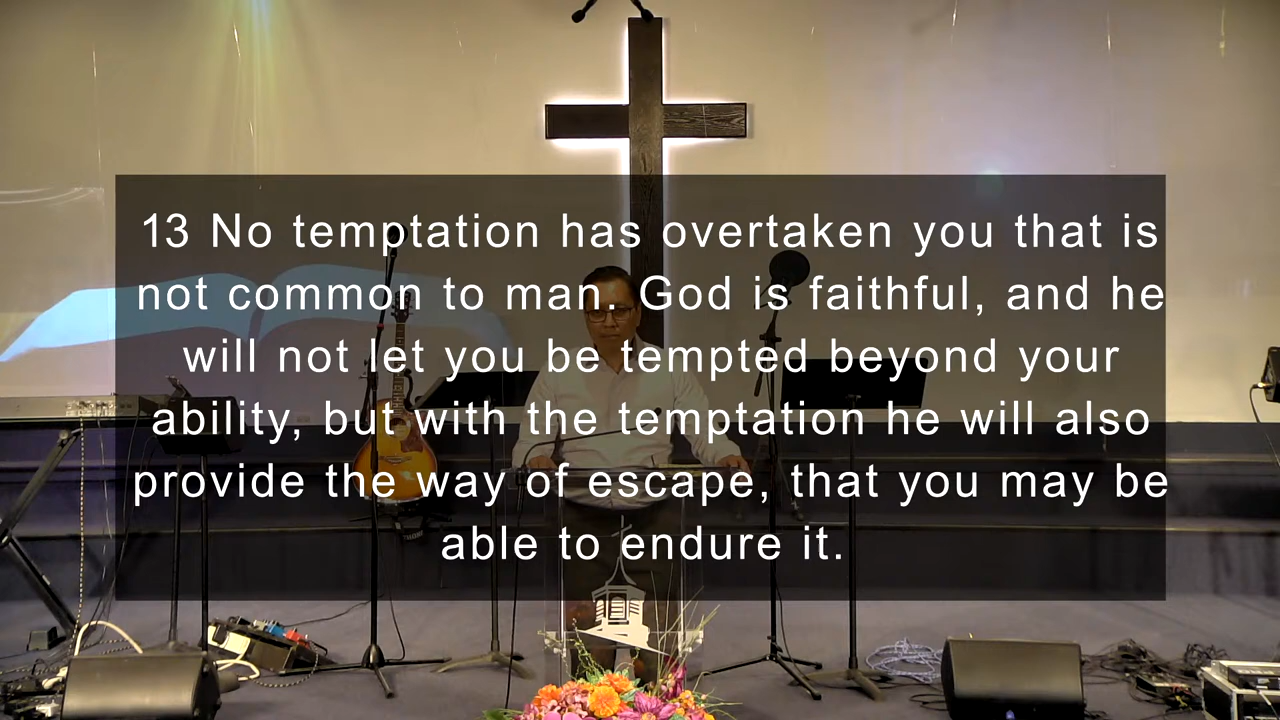 13 No temptation has overtaken you that is
not common to man. God is faithful, and he
will not let you be tempted beyond your
ability, but with the temptation he will also
provide the way of escape, that you may be
able to endure it.